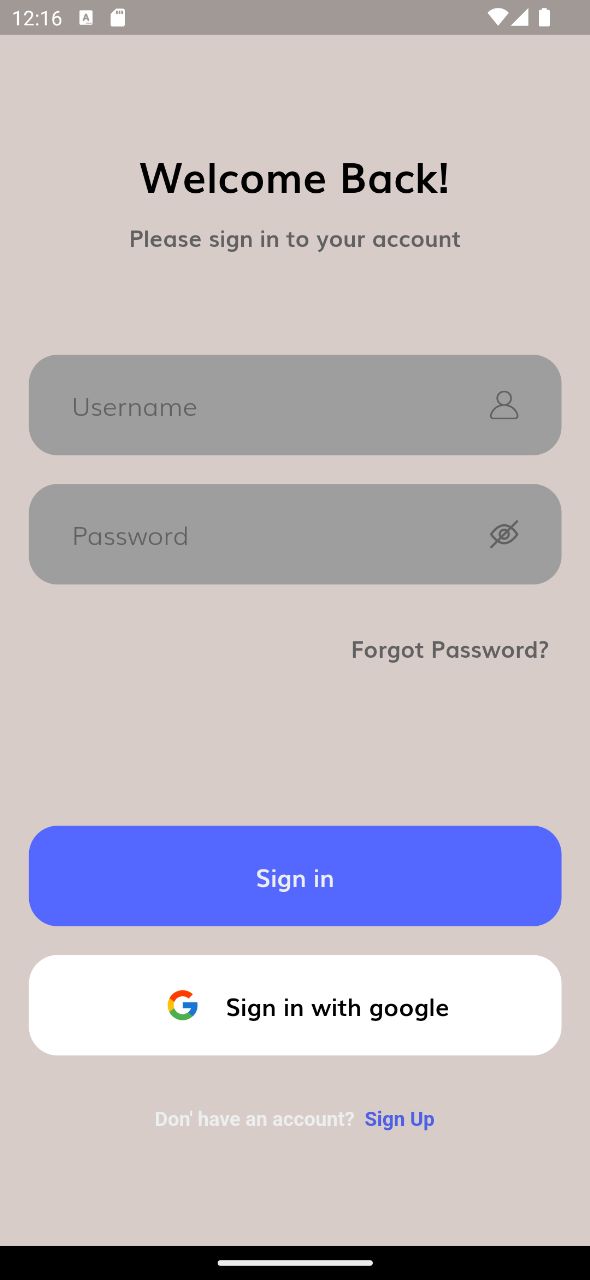 12:16
Welcome Back!
Please sign in to your account
Username
Password
Forgot Password?
Sign in
Sign in with google
Don' have an account? Sign Up